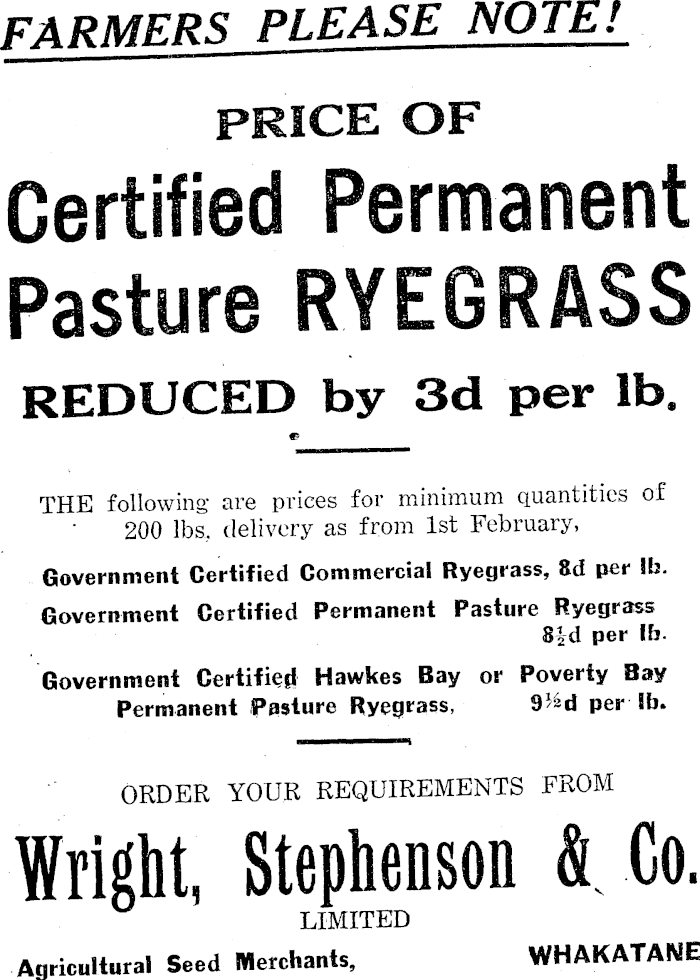 FARMERS PLEASE NOTE!
PRICE OF
Certified Permanent
Pasture RYEGRASS
REDUCED by 3d per lb.
THE following are prices for minimum quantities of
200 lbs, delivery as from 1st February,
Government Certified Commercial Ryegrass, 8d per lb.
Government Certified Permanent Pasture Ryegrass
8½d per lb.
Government Certified Hawkes Bay or Poverty Bay
Permanent Pasture Ryegrass, 9½d per lb.
ORDER YOUR REQUIREMENTS FROM
Wright, Stephenson & Co.
LIMITED
Agricultural Seed Merchants, WHAKATANE